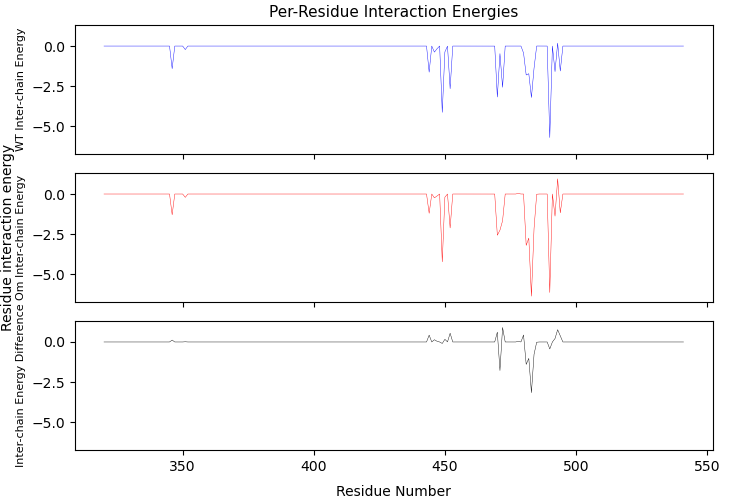 Per-Residue Interaction Energies
WT Inter-chain Energy
0.0
−2.5
−5.0
Residue interaction energy
Om Inter-chain Energy
0.0
−2.5
−5.0
Inter-chain Energy Difference
0.0
−2.5
−5.0
350
400
450
500
550
Residue Number